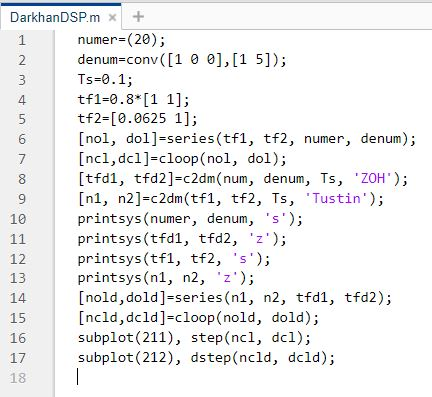 DarkhanDSP.m × +
1 numer=(20);
2 denum=conv([1 0 0],[1 5]);
3 Ts=0.1;
4 tf1=0.8*[1 1];
5 tf2=[0.0625 1];
6 [nol, dol]=series(tf1, tf2, numer, denum);
7 [ncl,dcl]=cloop(nol, dol);
8 [tfd1, tfd2]=c2dm(num, denum, Ts, 'ZOH');
9 [n1, n2]=c2dm(tf1, tf2, Ts, 'Tustin');
10 printsys(numer, denum, 's');
11 printsys(tfd1, tfd2, 'z');
12 printsys(tf1, tf2, 's');
13 printsys(n1, n2, 'z');
14 [nold,dold]=series(n1, n2, tfd1, tfd2);
15 [ncld,dcld]=cloop(nold, dold);
16 subplot(211), step(ncl, dcl);
17 subplot(212), dstep(ncld, dcld);
18